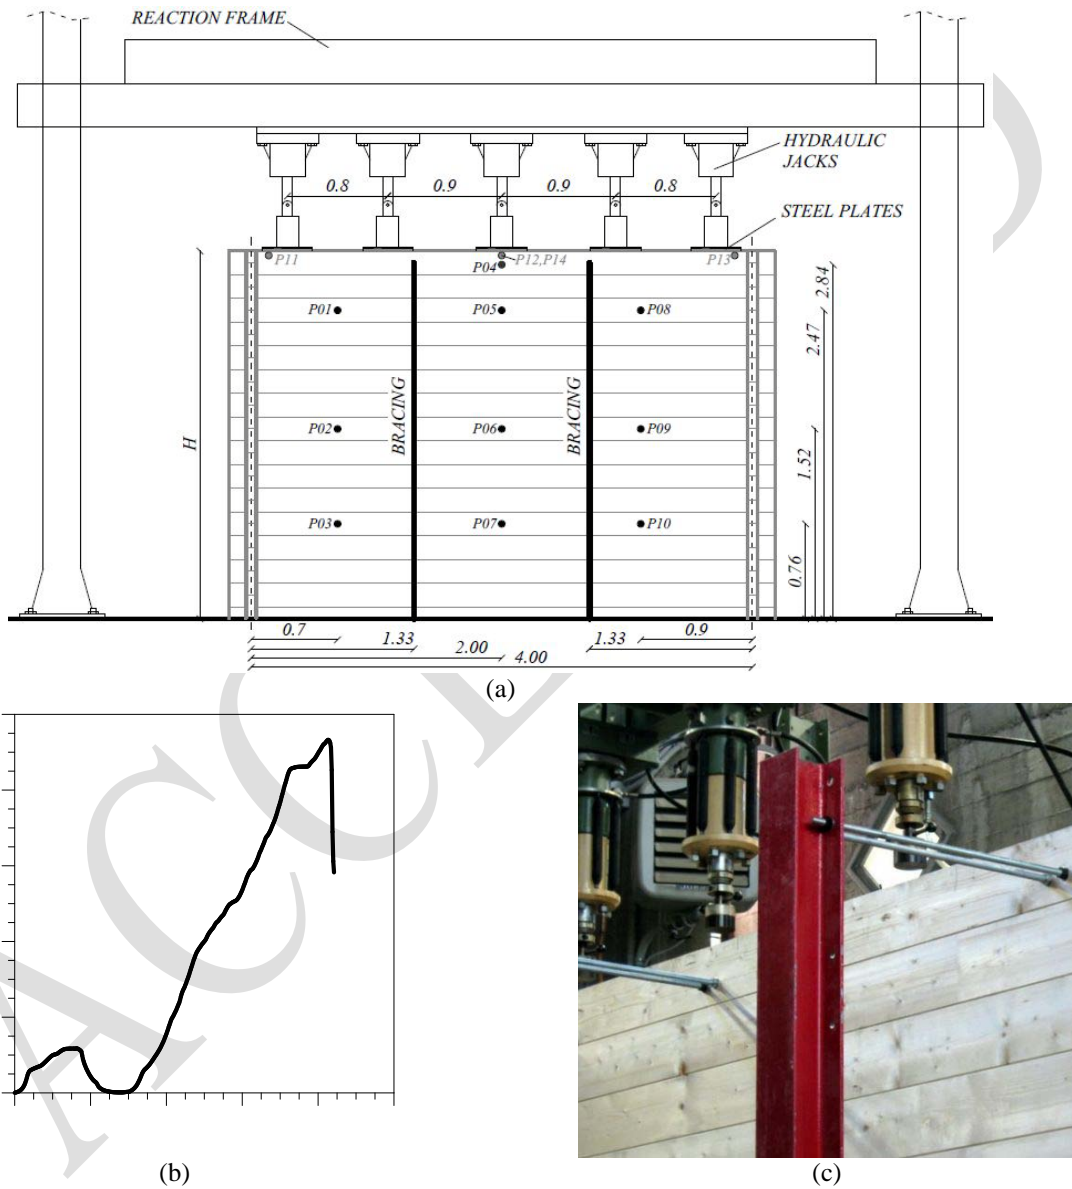 REACTION FRAME
HYDRAULIC
JACKS
0.8 0.9 0.9 0.8
STEEL PLATES
P11 P12,P14 P13
P04
P01 P05 P08
2.84
2.47
BRACING BRACING
H
P02 P06 P09
1.52
P03 P07 P10
0.76
0.7 1.33 0.9
1.33
2.00
4.00
(a)
(b) (c)